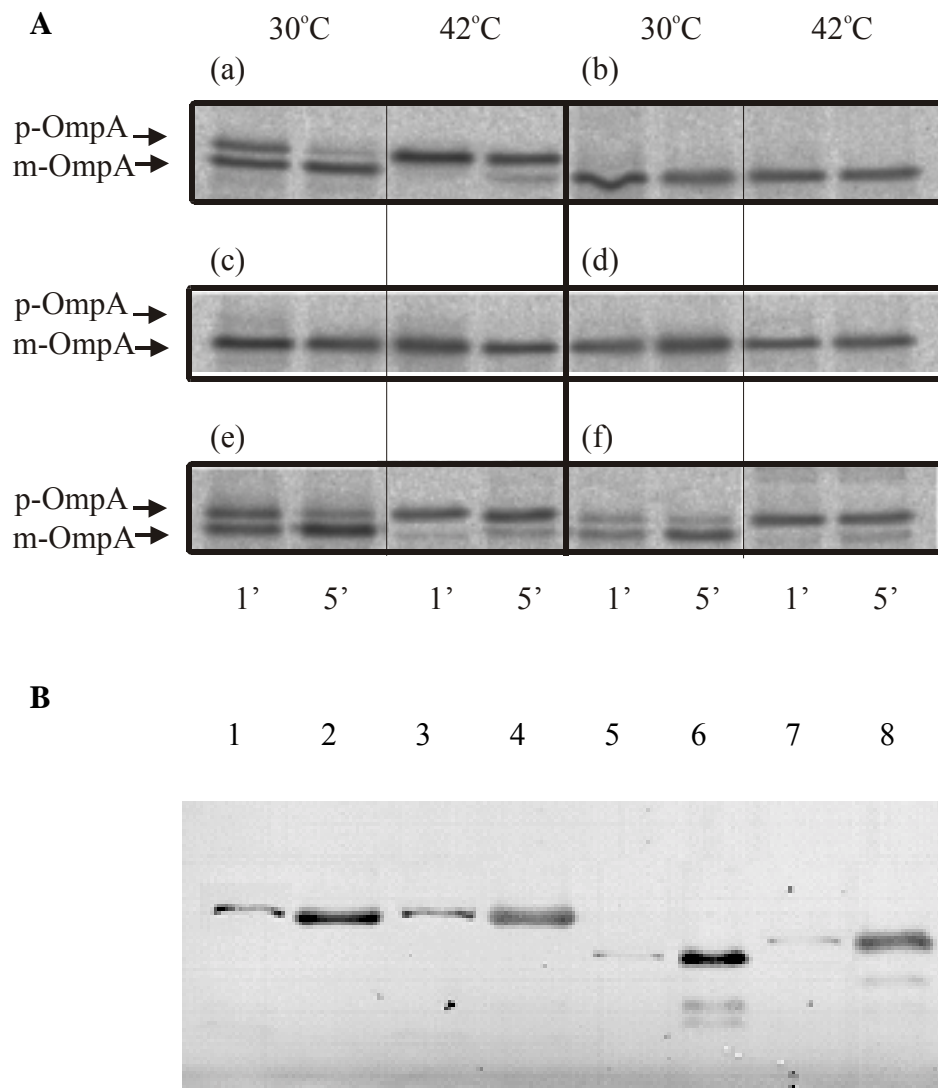 A
30°C 42°C 30°C 42°C
(a) (b)
p-OmpA
m-OmpA
(c) (d)
p-OmpA
m-OmpA
(e) (f)
p-OmpA
m-OmpA
1’ 5’ 1’ 5’ 1’ 5’ 1’ 5’
B
1 2 3 4 5 6 7 8